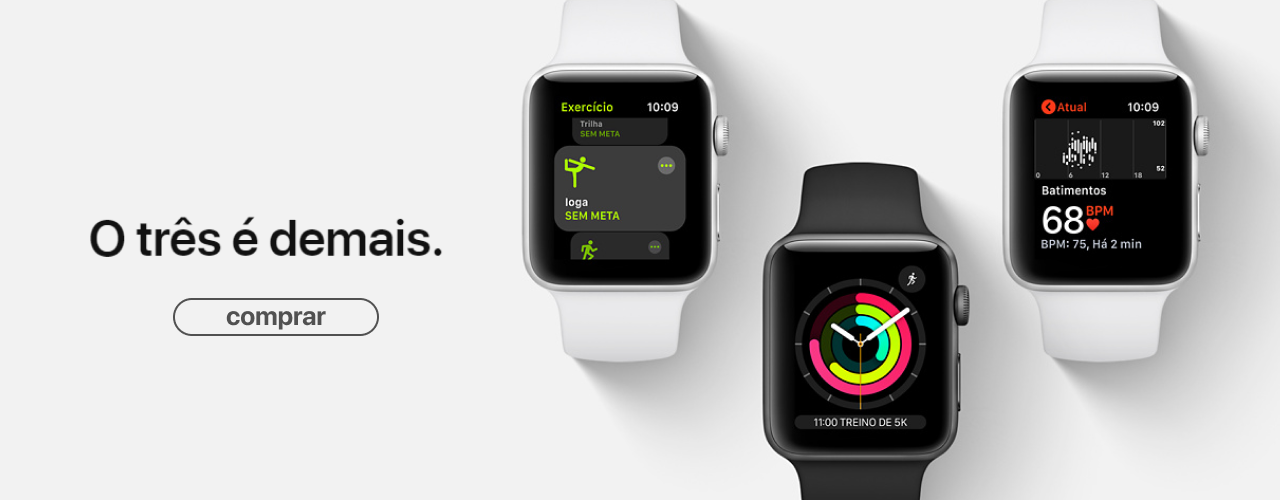 O três é demais.
comprar
Exercício 10:09
Trilha
SEM META
Ioga
SEM META
11:00 TREINO DE 5K
Atual 10:09
102
52
0 6 12 18
Batimentos
68 BPM
BPM: 75, Há 2 min